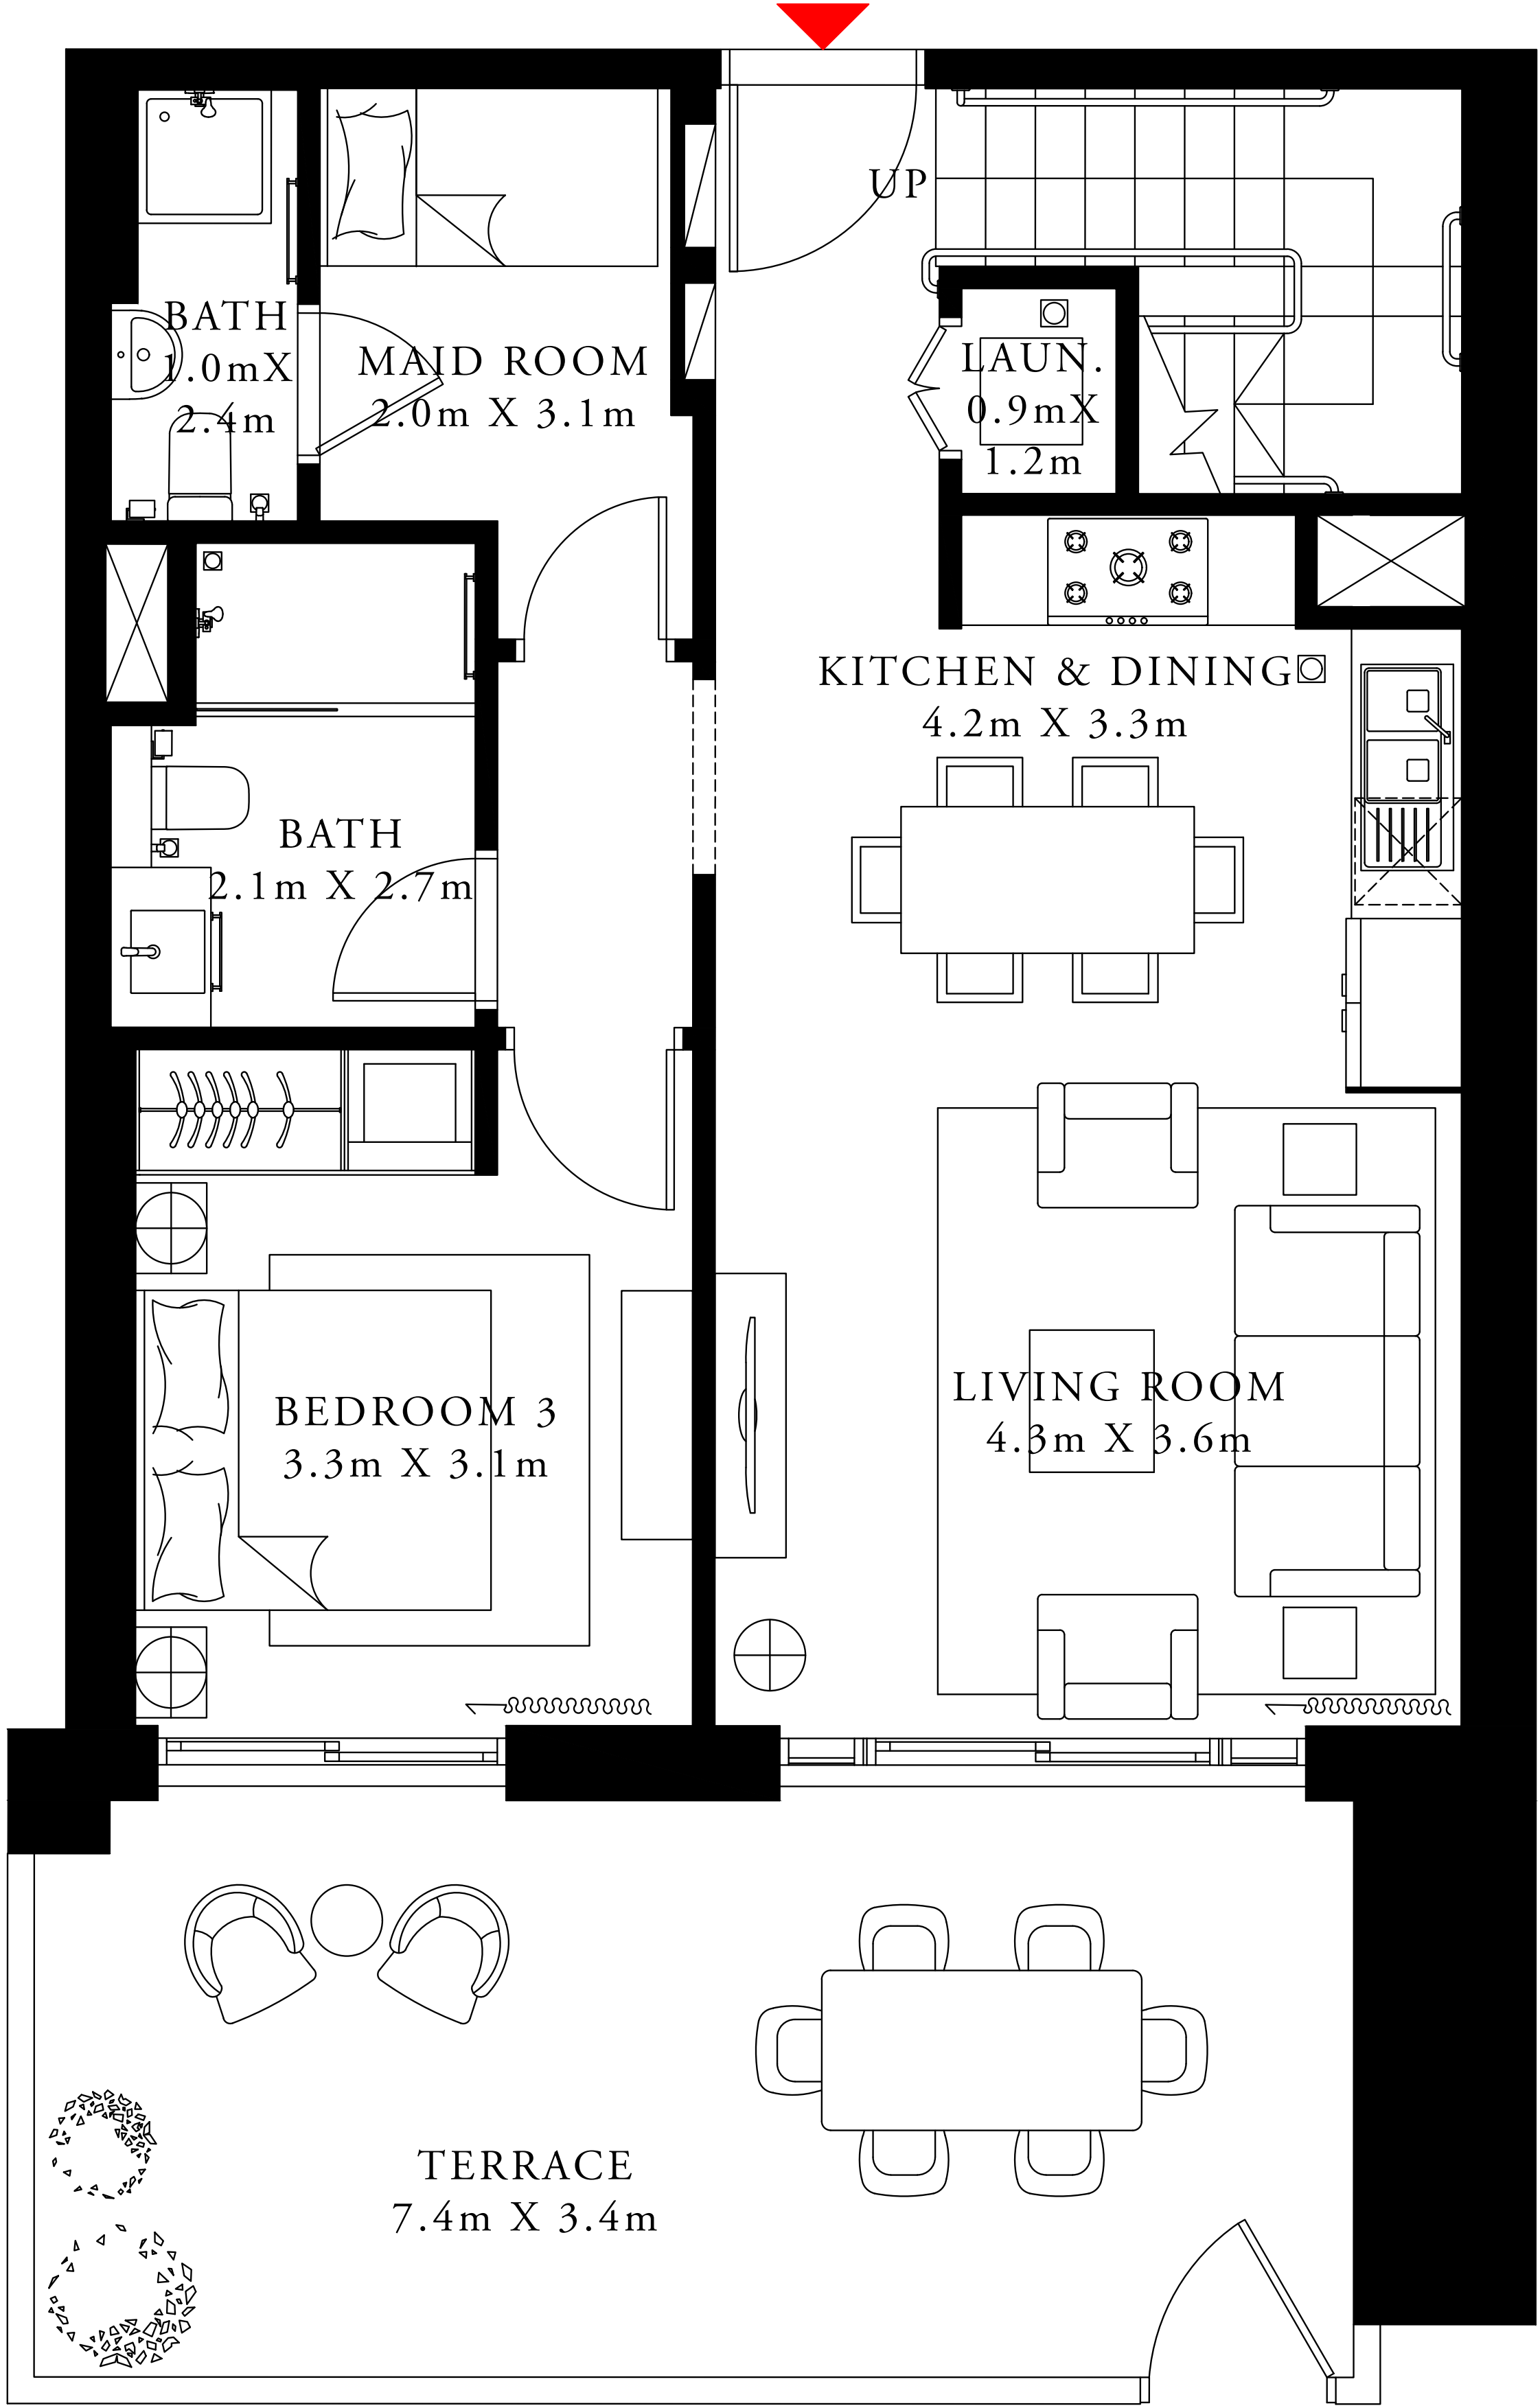 UP
BATH
1.0mX
2.4m
MAID ROOM
2.0m X 3.1m
LAUN.
0.9mX
1.2m
KITCHEN & DINING
4.2m X 3.3m
BATH
2.1m X 2.7m
BEDROOM 3
3.3m X 3.1m
LIVING ROOM
4.3m X 3.6m
TERRACE
7.4m X 3.4m